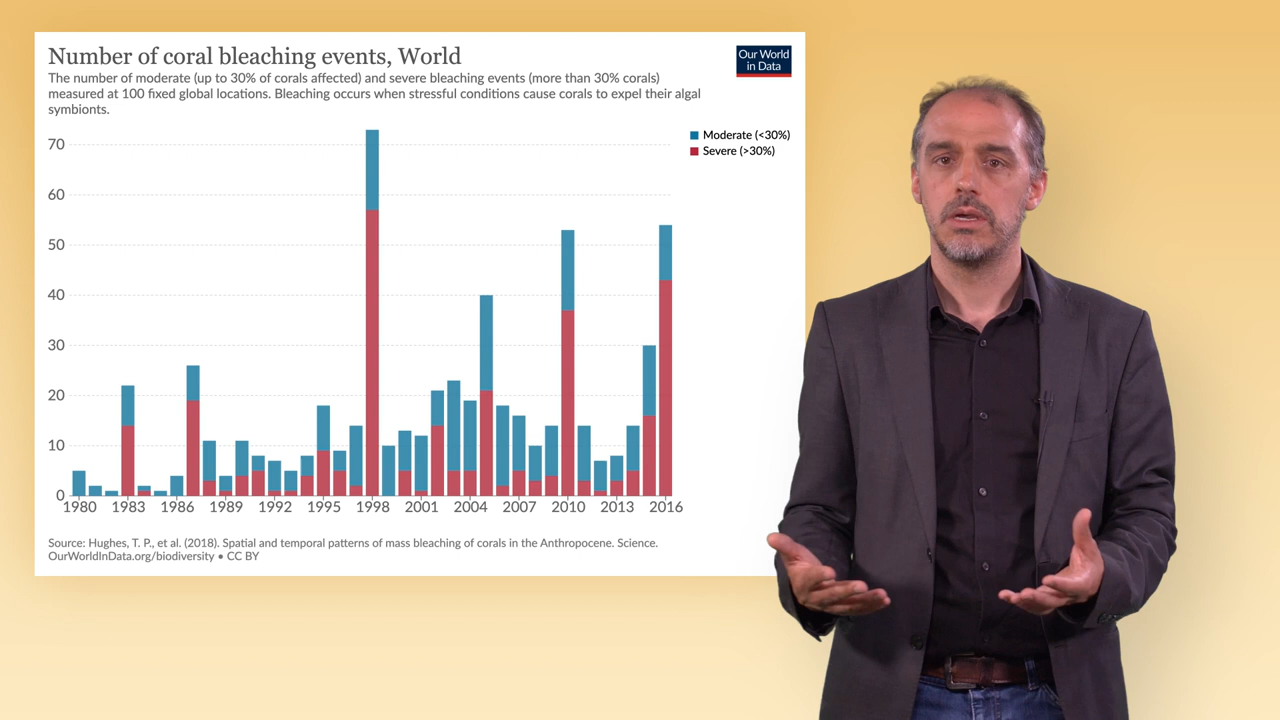 Number of coral bleaching events, World
Our World
in Data
The number of moderate (up to 30% of corals affected) and severe bleaching events (more than 30% corals)
measured at 100 fixed global locations. Bleaching occurs when stressful conditions cause corals to expel their algal
symbionts.
Moderate (<30%)
Severe (>30%)
70
60
50
40
30
20
10
0
1980 1983 1986 1989 1992 1995 1998 2001 2004 2007 2010 2013 2016
Source: Hughes, T. P., et al. (2018). Spatial and temporal patterns of mass bleaching of corals in the Anthropocene. Science.
OurWorldInData.org/biodiversity • CC BY